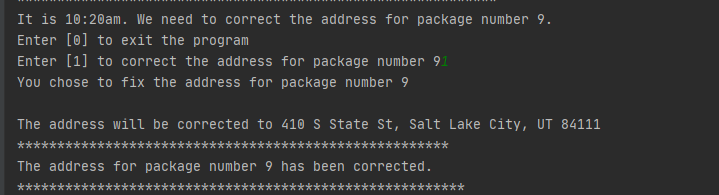 ************************************************************
It is 10:20am. We need to correct the address for package number 9.
Enter [0] to exit the program
Enter [1] to correct the address for package number 91
You chose to fix the address for package number 9
The address will be corrected to 410 S State St, Salt Lake City, UT 84111
******************************************************
The address for package number 9 has been corrected.
********************************************************